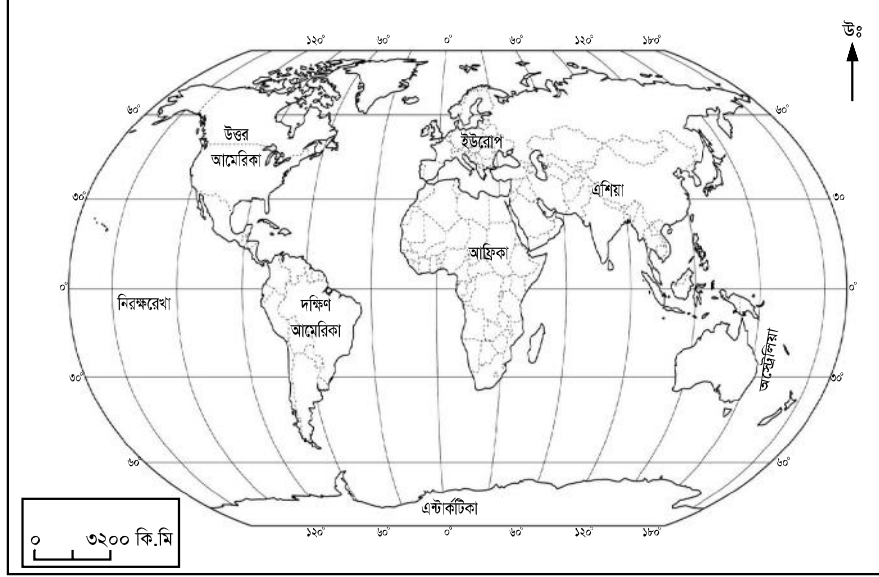 উঃ
১২০° ৬০° ০° ৬০° ১২০° ১৮০°
৬০° ৬০°
উত্তর
আমেরিকা
ইউরোপ
এশিয়া
৩০° ৩০
আফ্রিকা
০° ০°
নিরক্ষরেখা
দক্ষিণ
আমেরিকা
অস্ট্রেলিয়া
৩০° ৩০°
৬০° ৬০°
এন্টার্কটিকা
১২০° ৬০° ০° ৬০° ১২০° ১৮০°
০ ৩২০০ কি.মি